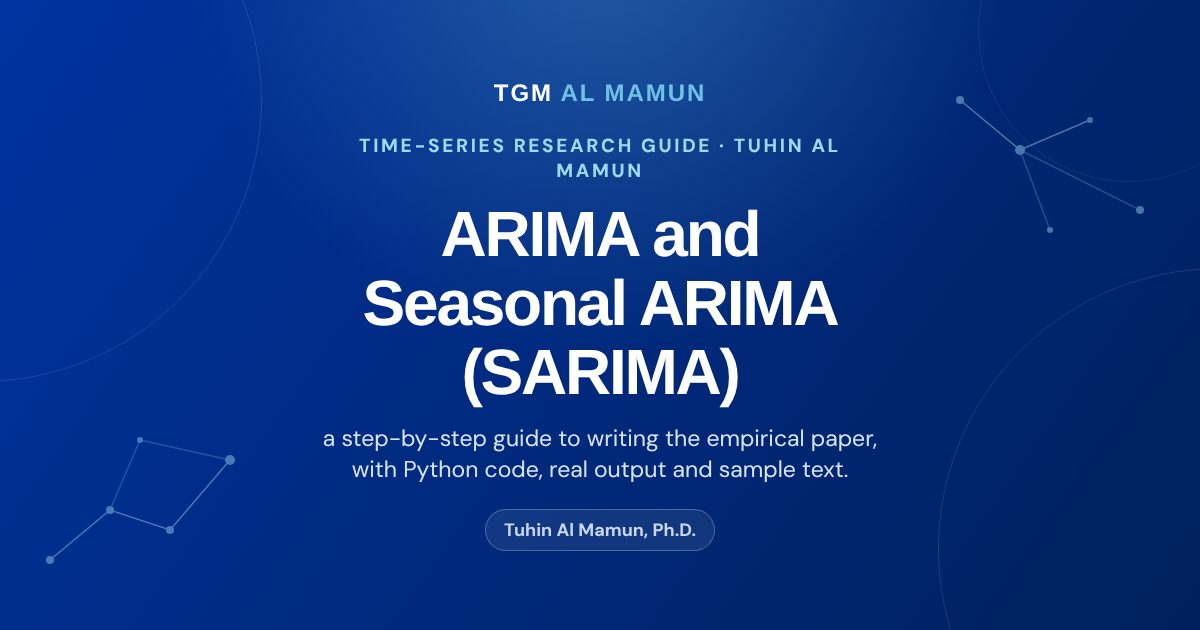 TGM AL MAMUN
TIME-SERIES RESEARCH GUIDE · TUHIN AL
MAMUN
ARIMA and
Seasonal ARIMA
(SARIMA)
a step-by-step guide to writing the empirical paper,
with Python code, real output and sample text.
Tuhin Al Mamun, Ph.D.